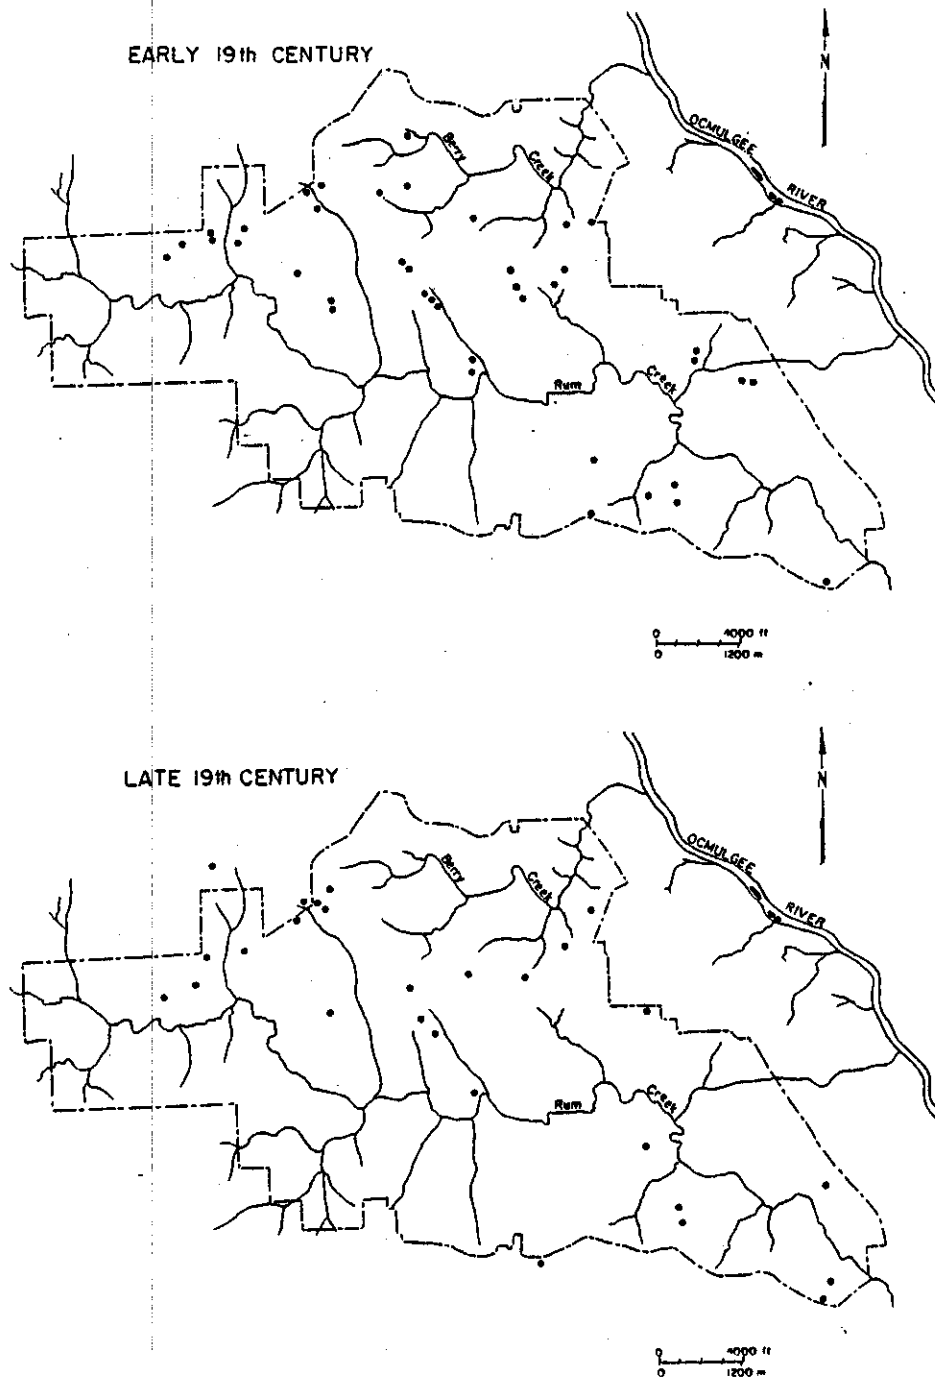 EARLY 19th CENTURY
N
OCMULGEE
RIVER
Berry
Creek
Rum
Creek
0 4000 ft
0 1200 m
LATE 19th CENTURY
N
OCMULGEE
RIVER
Berry
Creek
Rum
Creek
0 4000 ft
0 1200 m